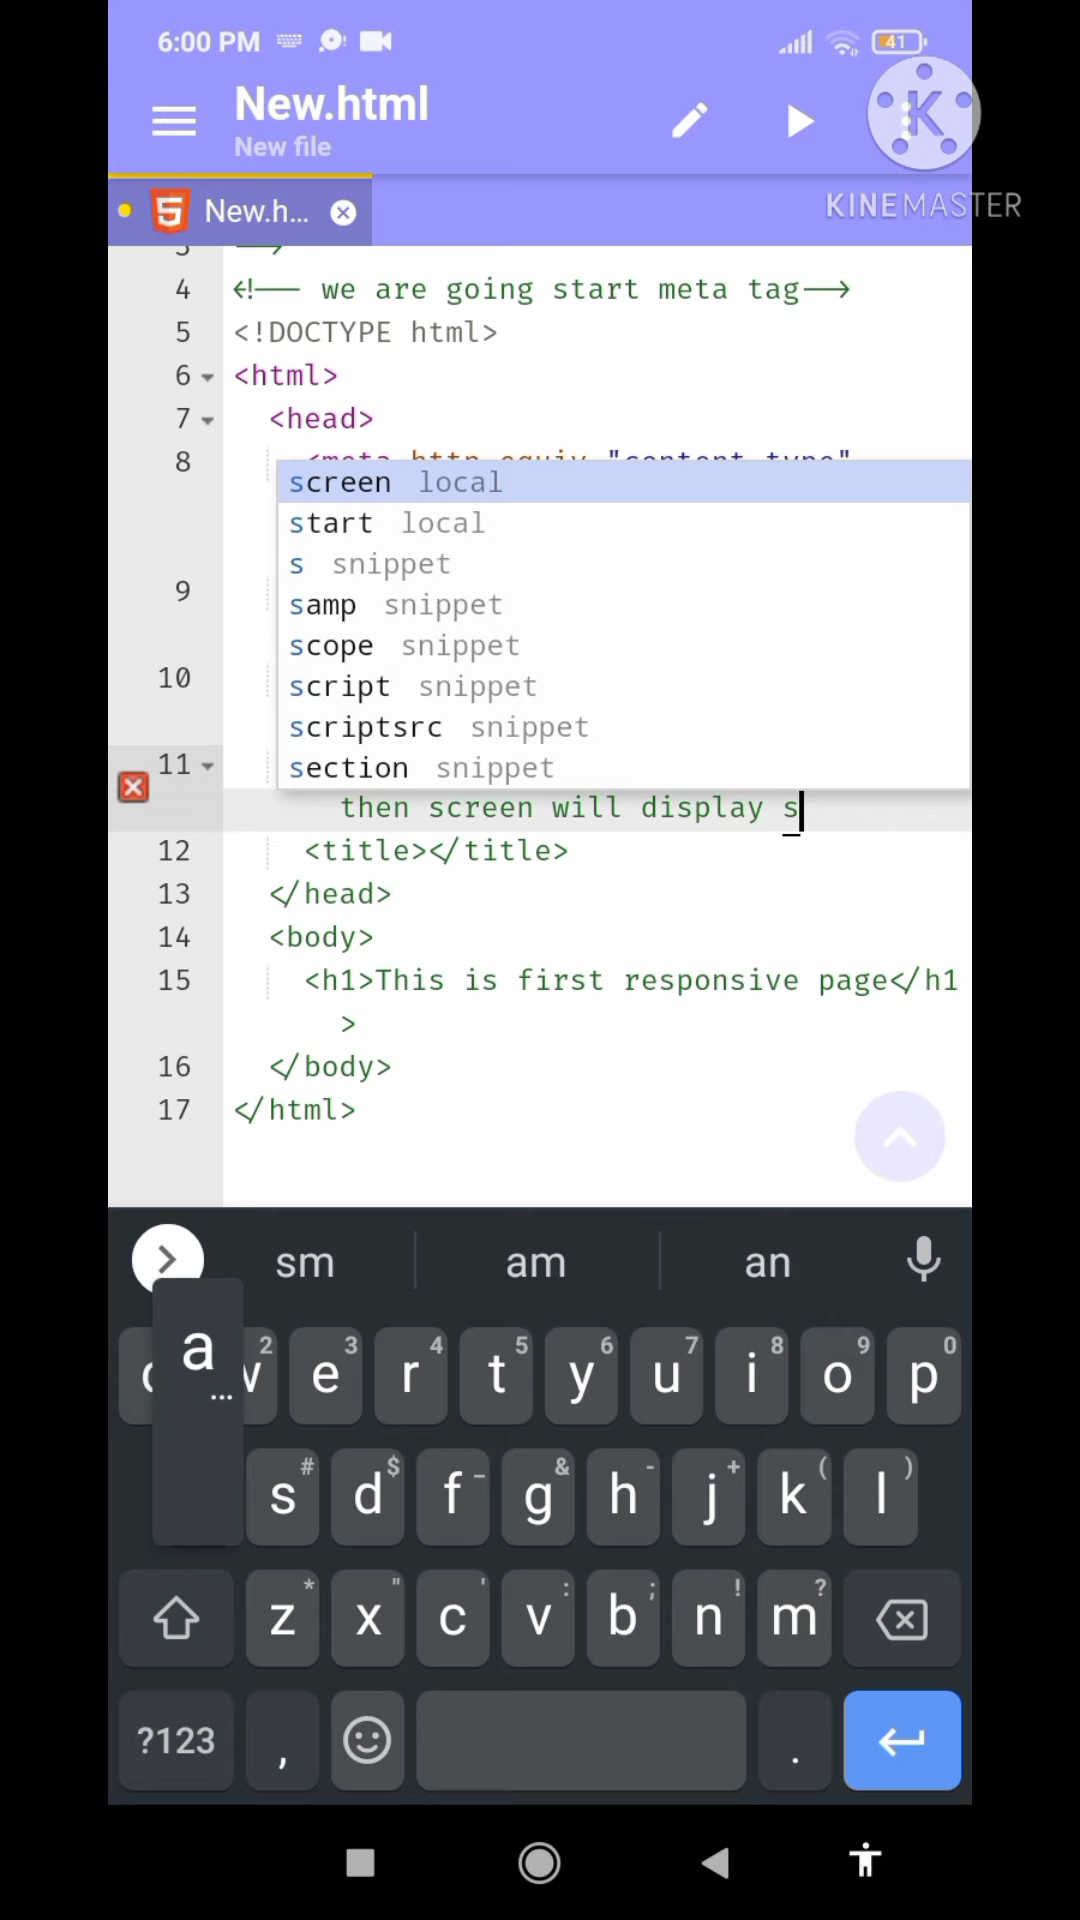 6:00 PM
41
New.html
New file
K
KINEMASTER
5
New.h...
4 <!-- we are going start meta tag-->
5 <!DOCTYPE html>
6 <html>
7 <head>
8
screen local
start local
s snippet
9
samp snippet
scope snippet
10
script snippet
scriptsrc snippet
11
section snippet
then screen will display s
12 <title></title>
13 </head>
14 <body>
15 <h1>This is first responsive page</h1
>
16 </body>
17 </html>
sm am an
a
...
2 3 4 5 6 7 8 9 0
e r t y u i o p
# $ _ & - + ( )
s d f g h j k l
* " ' : ; ! ?
z x c v b n m
?123 , .